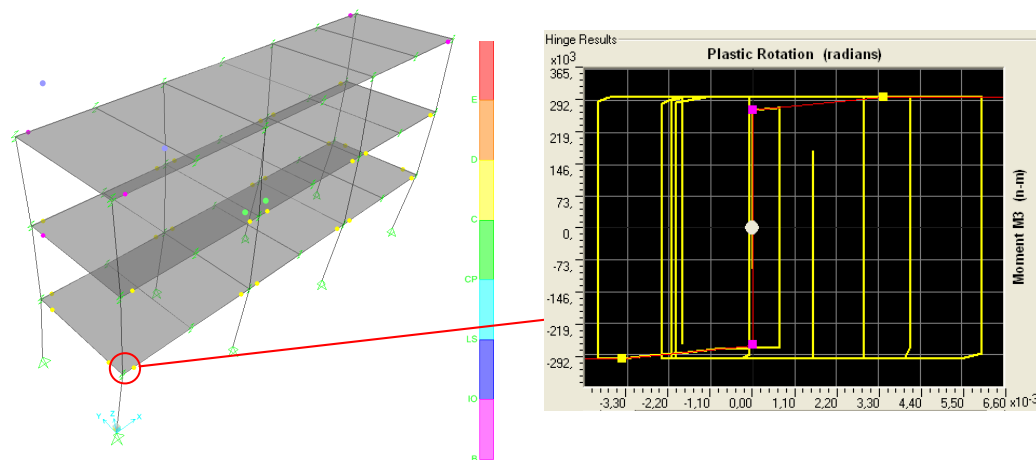 Hinge Results
Plastic Rotation (radians)
x10³
365,
292,
219,
146,
73,
0,
-73,
-146,
-219,
-292,
Moment M3 (n-m)
-3,30
-2,20
-1,10
0,00
1,10
2,20
3,30
4,40
5,50
6,60
x10⁻³
E
D
C
CP
LS
IO
B
Y
Z
X